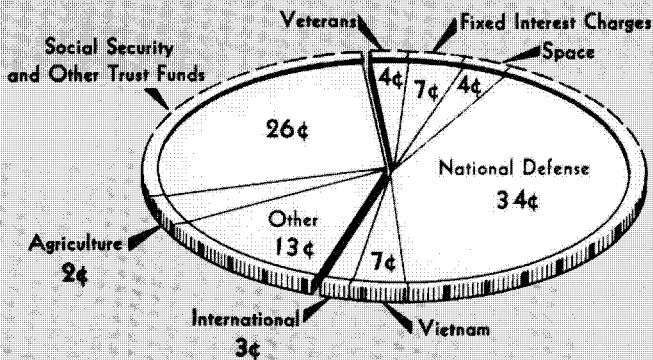 Veterans
Fixed Interest Charges
Social Security
and Other Trust Funds
Space
4¢
7¢
4¢
26¢
National Defense
34¢
Other
13¢
7¢
Agriculture
2¢
International
3¢
Vietnam